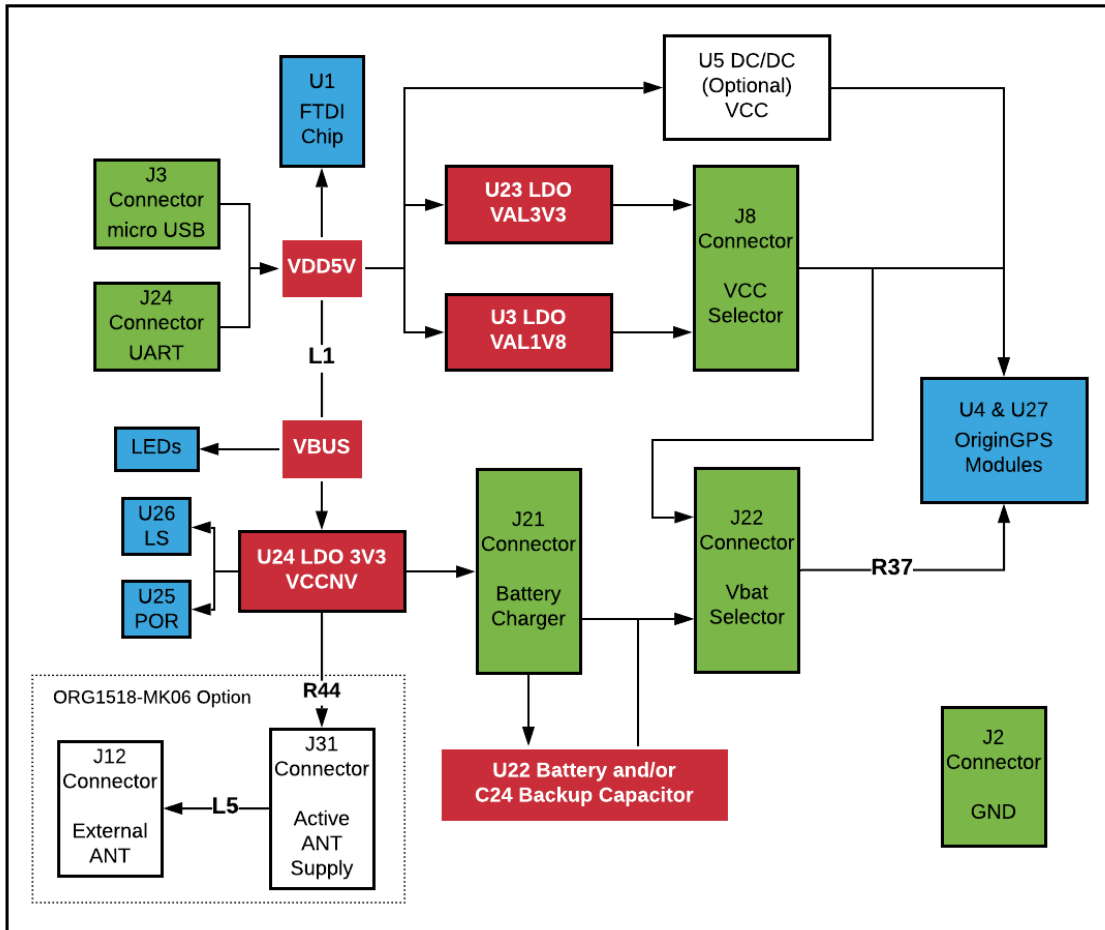 U5 DC/DC
(Optional)
VCC
U1
FTDI
Chip
J3
Connector
micro USB
U23 LDO
VAL3V3
J8
Connector
VCC
Selector
VDD5V
J24
Connector
UART
U3 LDO
VAL1V8
L1
U4 & U27
OriginGPS
Modules
LEDs
VBUS
U26
LS
U25
POR
U24 LDO 3V3
VCCNV
J21
Connector
Battery
Charger
J22
Connector
Vbat
Selector
R37
ORG1518-MK06 Option
R44
J12
Connector
External
ANT
L5
J31
Connector
Active
ANT
Supply
U22 Battery and/or
C24 Backup Capacitor
J2
Connector
GND